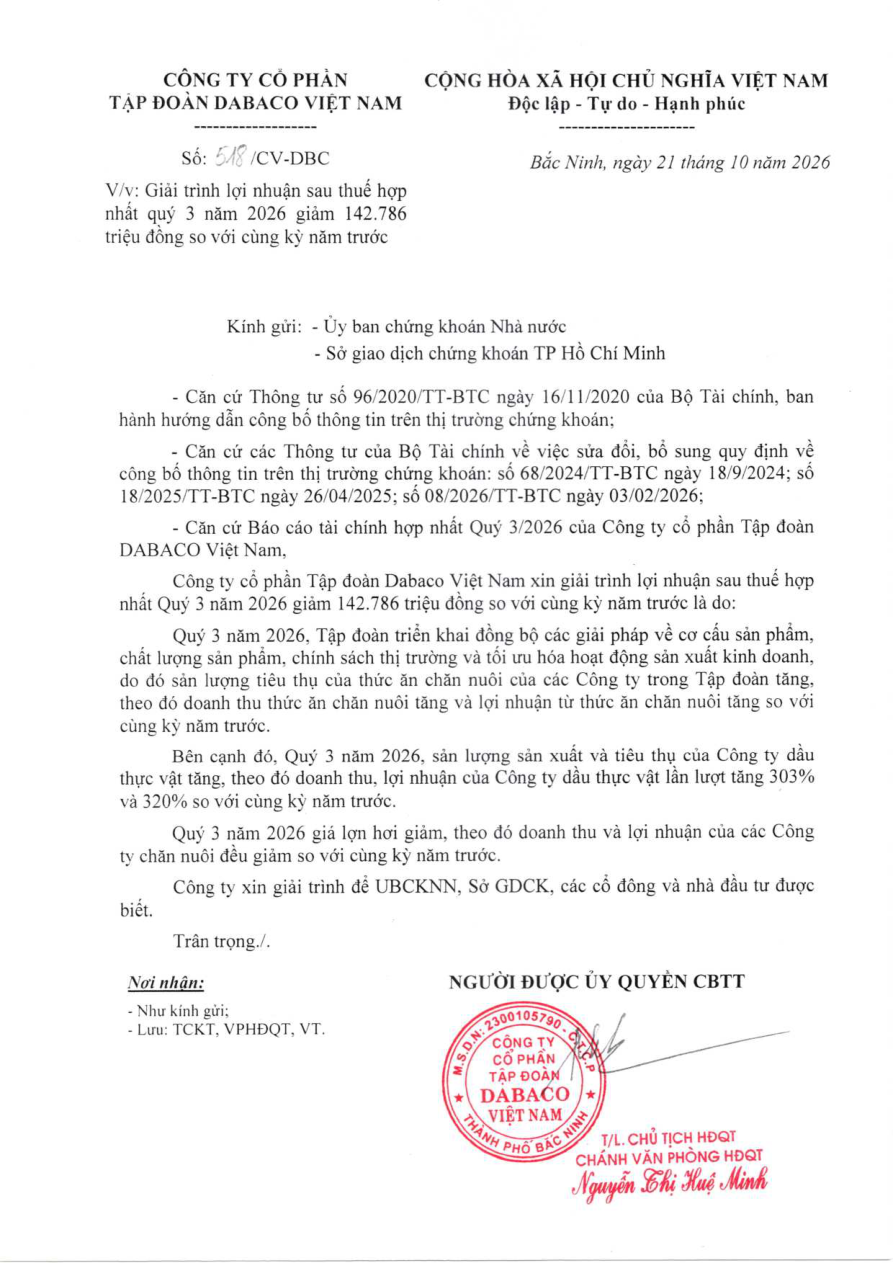 CÔNG TY CỔ PHẦN
TẬP ĐOÀN DABACO VIỆT NAM
-------------------
Số: 518/CV-DBC
V/v: Giải trình lợi nhuận sau thuế hợp
nhất quý 3 năm 2026 giảm 142.786
triệu đồng so với cùng kỳ năm trước
CỘNG HÒA XÃ HỘI CHỦ NGHĨA VIỆT NAM
Độc lập - Tự do - Hạnh phúc
---------------------
Bắc Ninh, ngày 21 tháng 10 năm 2026
Kính gửi: - Ủy ban chứng khoán Nhà nước
- Sở giao dịch chứng khoán TP Hồ Chí Minh
- Căn cứ Thông tư số 96/2020/TT-BTC ngày 16/11/2020 của Bộ Tài chính, ban
hành hướng dẫn công bố thông tin trên thị trường chứng khoán;
- Căn cứ các Thông tư của Bộ Tài chính về việc sửa đổi, bổ sung quy định về
công bố thông tin trên thị trường chứng khoán: số 68/2024/TT-BTC ngày 18/9/2024; số
18/2025/TT-BTC ngày 26/04/2025; số 08/2026/TT-BTC ngày 03/02/2026;
- Căn cứ Báo cáo tài chính hợp nhất Quý 3/2026 của Công ty cổ phần Tập đoàn
DABACO Việt Nam,
Công ty cổ phần Tập đoàn Dabaco Việt Nam xin giải trình lợi nhuận sau thuế hợp
nhất Quý 3 năm 2026 giảm 142.786 triệu đồng so với cùng kỳ năm trước là do:
Quý 3 năm 2026, Tập đoàn triển khai đồng bộ các giải pháp về cơ cấu sản phẩm,
chất lượng sản phẩm, chính sách thị trường và tối ưu hóa hoạt động sản xuất kinh doanh,
do đó sản lượng tiêu thụ của thức ăn chăn nuôi của các Công ty trong Tập đoàn tăng,
theo đó doanh thu thức ăn chăn nuôi tăng và lợi nhuận từ thức ăn chăn nuôi tăng so với
cùng kỳ năm trước.
Bên cạnh đó, Quý 3 năm 2026, sản lượng sản xuất và tiêu thụ của Công ty dầu
thực vật tăng, theo đó doanh thu, lợi nhuận của Công ty dầu thực vật lần lượt tăng 303%
và 320% so với cùng kỳ năm trước.
Quý 3 năm 2026 giá lợn hơi giảm, theo đó doanh thu và lợi nhuận của các Công
ty chăn nuôi đều giảm so với cùng kỳ năm trước.
Công ty xin giải trình để UBCKNN, Sở GDCK, các cổ đông và nhà đầu tư được
biết.
Trân trọng./.
Nơi nhận:
- Như kính gửi;
- Lưu: TCKT, VPHĐQT, VT.
NGƯỜI ĐƯỢC ỦY QUYỀN CBTT
M.S.D.N: 2300105790 - C.T.C.P
CÔNG TY
CỔ PHẦN
TẬP ĐOÀN
DABACO
VIỆT NAM
THÀNH PHỐ BẮC NINH
T/L. CHỦ TỊCH HĐQT
CHÁNH VĂN PHÒNG HĐQT
Nguyễn Thị Huệ Minh